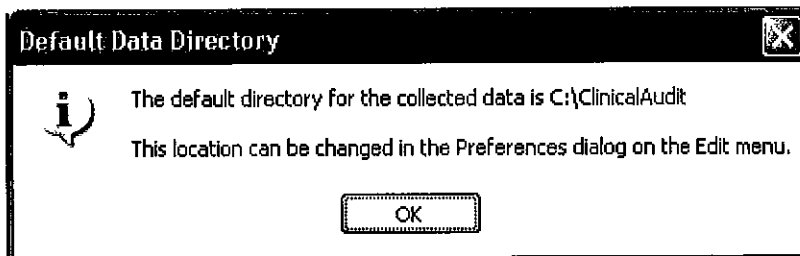 Default Data Directory
The default directory for the collected data is C:\ClinicalAudit
This location can be changed in the Preferences dialog on the Edit menu.
OK